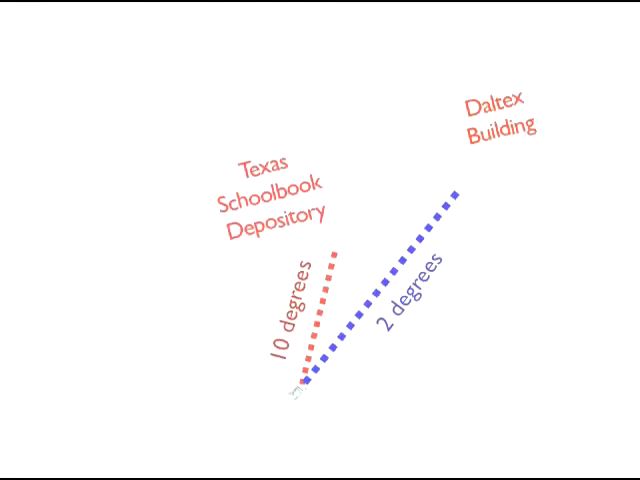 Daltex
Building
Texas
Schoolbook
Depository
10 degrees
2 degrees